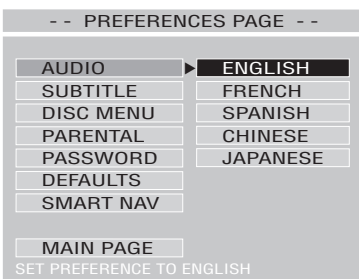 - - PREFERENCES PAGE - -
AUDIO ENGLISH
SUBTITLE FRENCH
DISC MENU SPANISH
PARENTAL CHINESE
PASSWORD JAPANESE
DEFAULTS
SMART NAV
MAIN PAGE
SET PREFERENCE TO ENGLISH